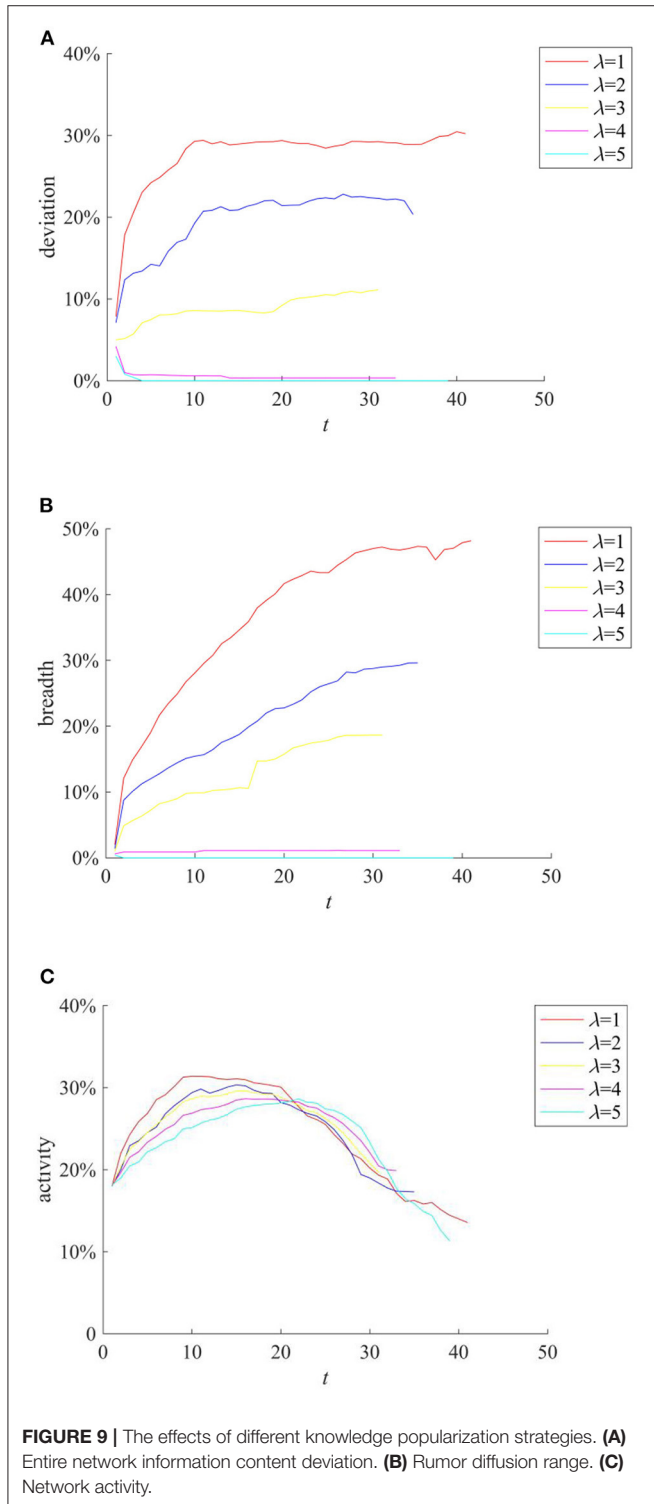 A
40%
30%
20%
10%
0%
deviation
0 10 20 30 40 50
t
λ=1
λ=2
λ=3
λ=4
λ=5
B
50%
40%
30%
20%
10%
0%
breadth
0 10 20 30 40 50
t
λ=1
λ=2
λ=3
λ=4
λ=5
C
40%
30%
20%
10%
0
activity
0 10 20 30 40 50
t
λ=1
λ=2
λ=3
λ=4
λ=5
FIGURE 9 | The effects of different knowledge popularization strategies. (A)
Entire network information content deviation. (B) Rumor diffusion range. (C)
Network activity.